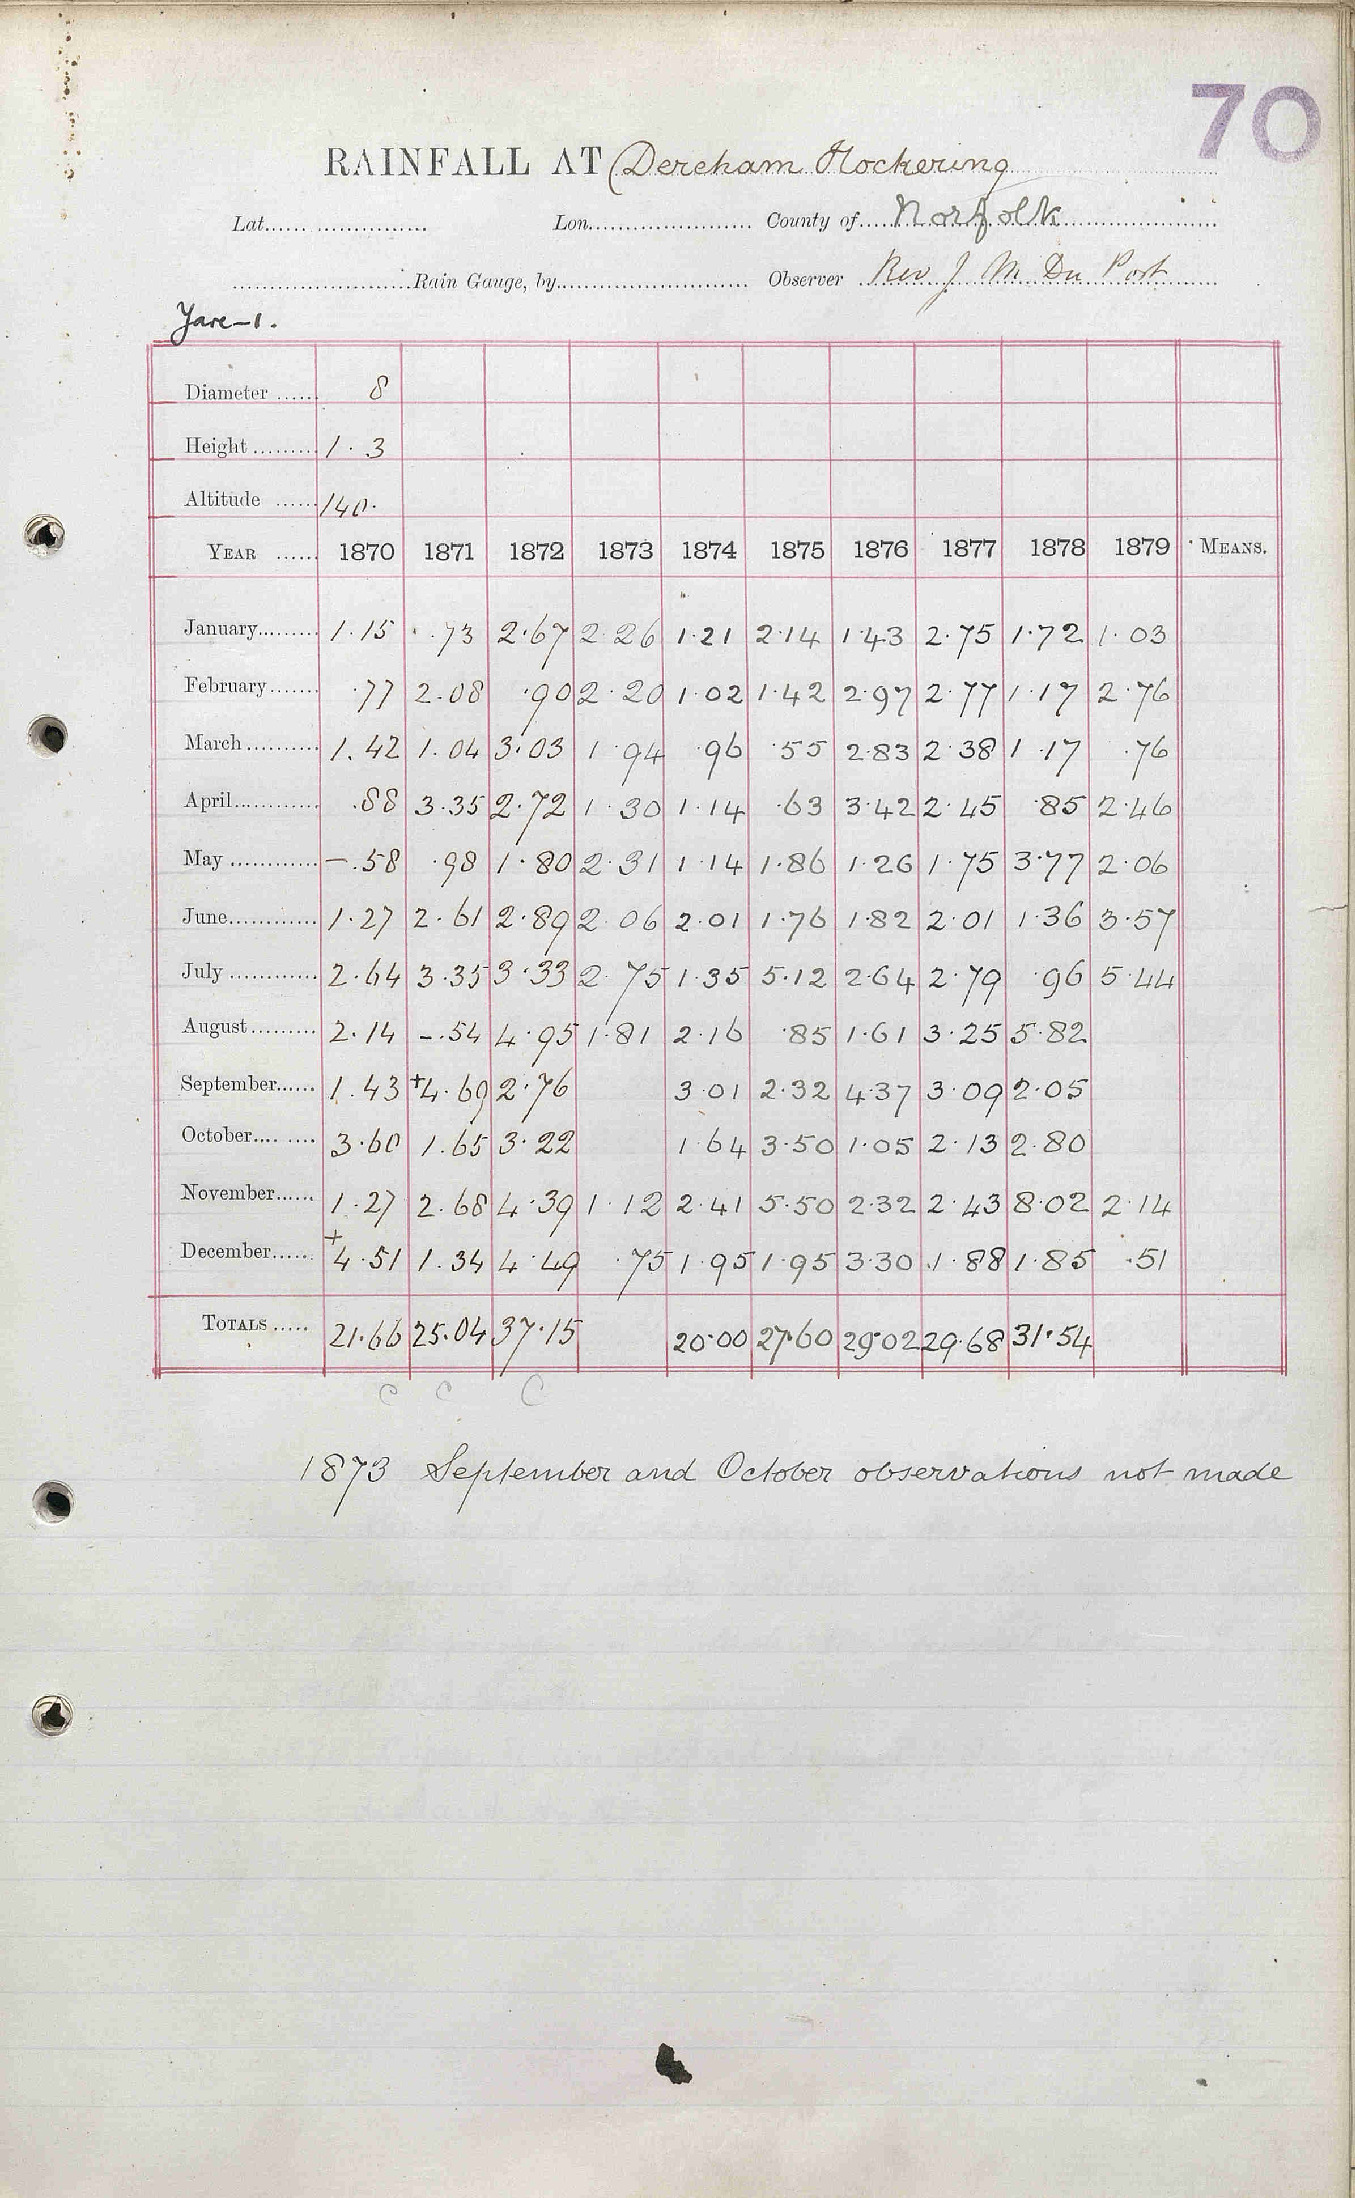 70
RAINFALL AT (Dereham Hockering
Lat...... ................ Lon....................... County of..... Norfolk
.........................Rain Gauge, by........................... Observer Rev J M Du Port
Yare-1.
Diameter ...... 8
Height ......... 1.3
Altitude ...... 140.
YEAR ...... 1870 1871 1872 1873 1874 1875 1876 1877 1878 1879 MEANS.
January......... 1.15 .73 2.67 2.26 1.21 2.14 1.43 2.75 1.72 1.03
February....... .77 2.08 .90 2.20 1.02 1.42 2.97 2.77 1.17 2.76
March .......... 1.42 1.04 3.03 1.94 .96 .55 2.83 2.38 1.17 .76
April............ .88 3.35 2.72 1.30 1.14 .63 3.42 2.45 .85 2.46
May ............ -.58 .98 1.80 2.31 1.14 1.86 1.26 1.75 3.77 2.06
June............ 1.27 2.61 2.89 2.06 2.01 1.76 1.82 2.01 1.36 3.57
July ............ 2.64 3.35 3.33 2.75 1.35 5.12 2.64 2.79 .96 5.44
August......... 2.14 -.54 4.95 1.81 2.16 .85 1.61 3.25 5.82
September...... 1.43 +4.69 2.76 3.01 2.32 4.37 3.09 2.05
October.... ..... 3.60 1.65 3.22 1.64 3.50 1.05 2.13 2.80
November...... 1.27 2.68 4.39 1.12 2.41 5.50 2.32 2.43 8.02 2.14
December...... +4.51 1.34 4.49 .75 1.95 1.95 3.30 1.88 1.85 .51
TOTALS ..... 21.66 25.04 37.15 20.00 27.60 29.02 29.68 31.54
C C C
1873 September and October observations not made